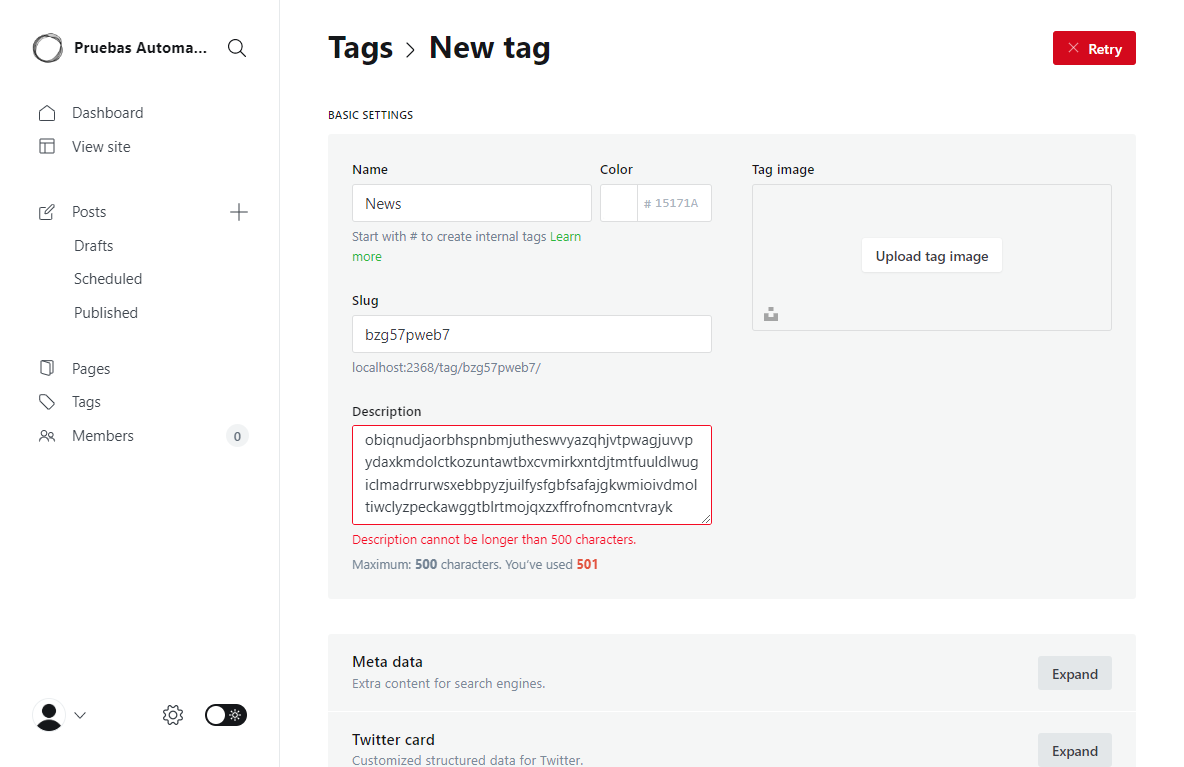 Pruebas Automa...
Dashboard
View site
Posts
Drafts
Scheduled
Published
Pages
Tags
Members
0
Tags > New tag
Retry
BASIC SETTINGS
Name
Color
Tag image
News
# 15171A
Start with # to create internal tags Learn
more
Upload tag image
Slug
bzg57pweb7
localhost:2368/tag/bzg57pweb7/
Description
obiqnudjaorbhspnbmjutheswvyazqhjvtpwagjuvvp
ydaxkmdolctkozuntawtbxcvmirkxntdjtmtfuuldlwug
iclmadrrurwsxebbpyzjuilfysfgbfsafajgkwmioivdmol
tiwclyzpeckawggtblrtmojqxzxffrofnomcntvrayk
Description cannot be longer than 500 characters.
Maximum: 500 characters. You’ve used 501
Meta data
Extra content for search engines.
Expand
Twitter card
Customized structured data for Twitter.
Expand